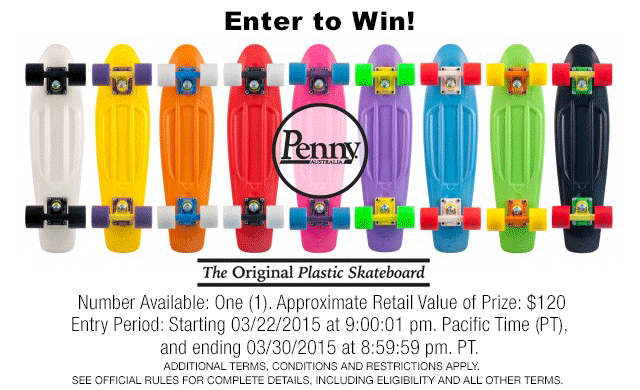 Enter to Win!
Penny.
AUSTRALIA
The Original Plastic Skateboard
Number Available: One (1). Approximate Retail Value of Prize: $120
Entry Period: Starting 03/22/2015 at 9:00:01 pm. Pacific Time (PT),
and ending 03/30/2015 at 8:59:59 pm. PT.
ADDITIONAL TERMS, CONDITIONS AND RESTRICTIONS APPLY.
SEE OFFICIAL RULES FOR COMPLETE DETAILS, INCLUDING ELIGIBILITY AND ALL OTHER TERMS.